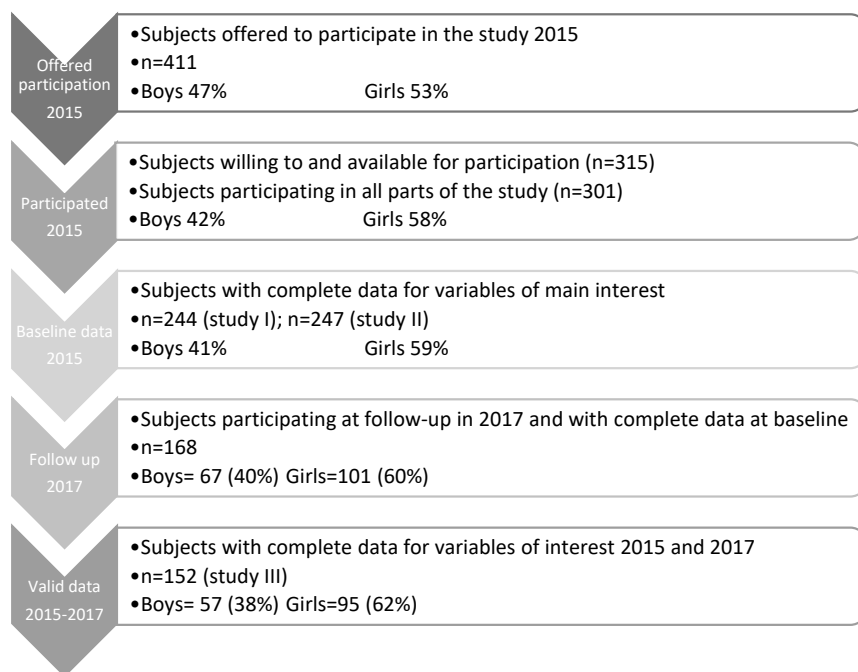 Offered
participation
2015
•Subjects offered to participate in the study 2015
•n=411
•Boys 47% Girls 53%
Participated
2015
•Subjects willing to and available for participation (n=315)
•Subjects participating in all parts of the study (n=301)
•Boys 42% Girls 58%
Baseline data
2015
•Subjects with complete data for variables of main interest
•n=244 (study I); n=247 (study II)
•Boys 41% Girls 59%
Follow up
2017
•Subjects participating at follow-up in 2017 and with complete data at baseline
•n=168
•Boys= 67 (40%) Girls=101 (60%)
Valid data
2015-2017
•Subjects with complete data for variables of interest 2015 and 2017
•n=152 (study III)
•Boys= 57 (38%) Girls=95 (62%)